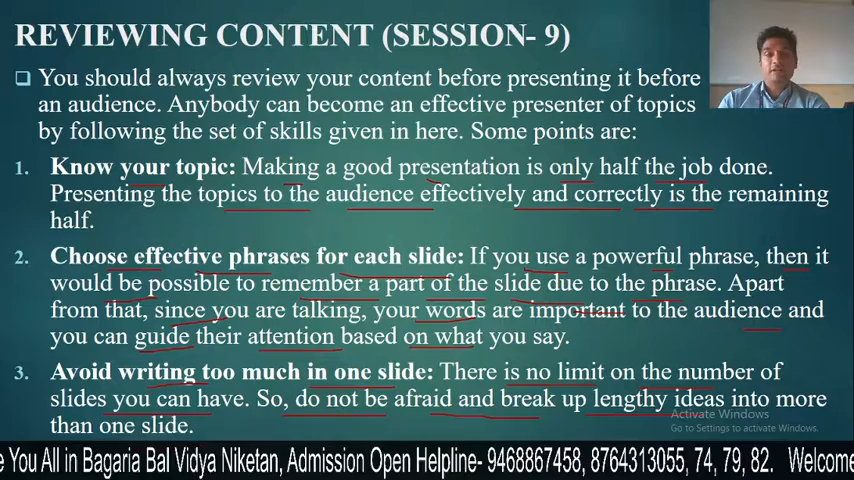 REVIEWING CONTENT (SESSION- 9)
You should always review your content before presenting it before
an audience. Anybody can become an effective presenter of topics
by following the set of skills given in here. Some points are:
1. Know your topic: Making a good presentation is only half the job done.
Presenting the topics to the audience effectively and correctly is the remaining
half.
2. Choose effective phrases for each slide: If you use a powerful phrase, then it
would be possible to remember a part of the slide due to the phrase. Apart
from that, since you are talking, your words are important to the audience and
you can guide their attention based on what you say.
3. Avoid writing too much in one slide: There is no limit on the number of
slides you can have. So, do not be afraid and break up lengthy ideas into more
than one slide.
Activate Windows
Go to Settings to activate Windows.
e You All in Bagaria Bal Vidya Niketan, Admission Open Helpline- 9468867458, 8764313055, 74, 79, 82. Welcome